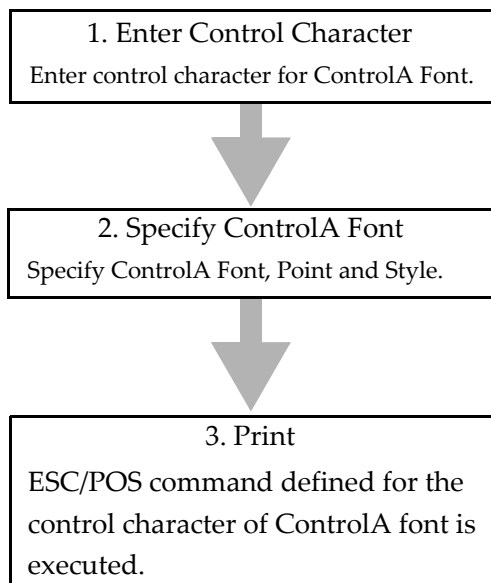 1. Enter Control Character
Enter control character for ControlA Font.
2. Specify ControlA Font
Specify ControlA Font, Point and Style.
3. Print
ESC/POS command defined for the
control character of ControlA font is
executed.